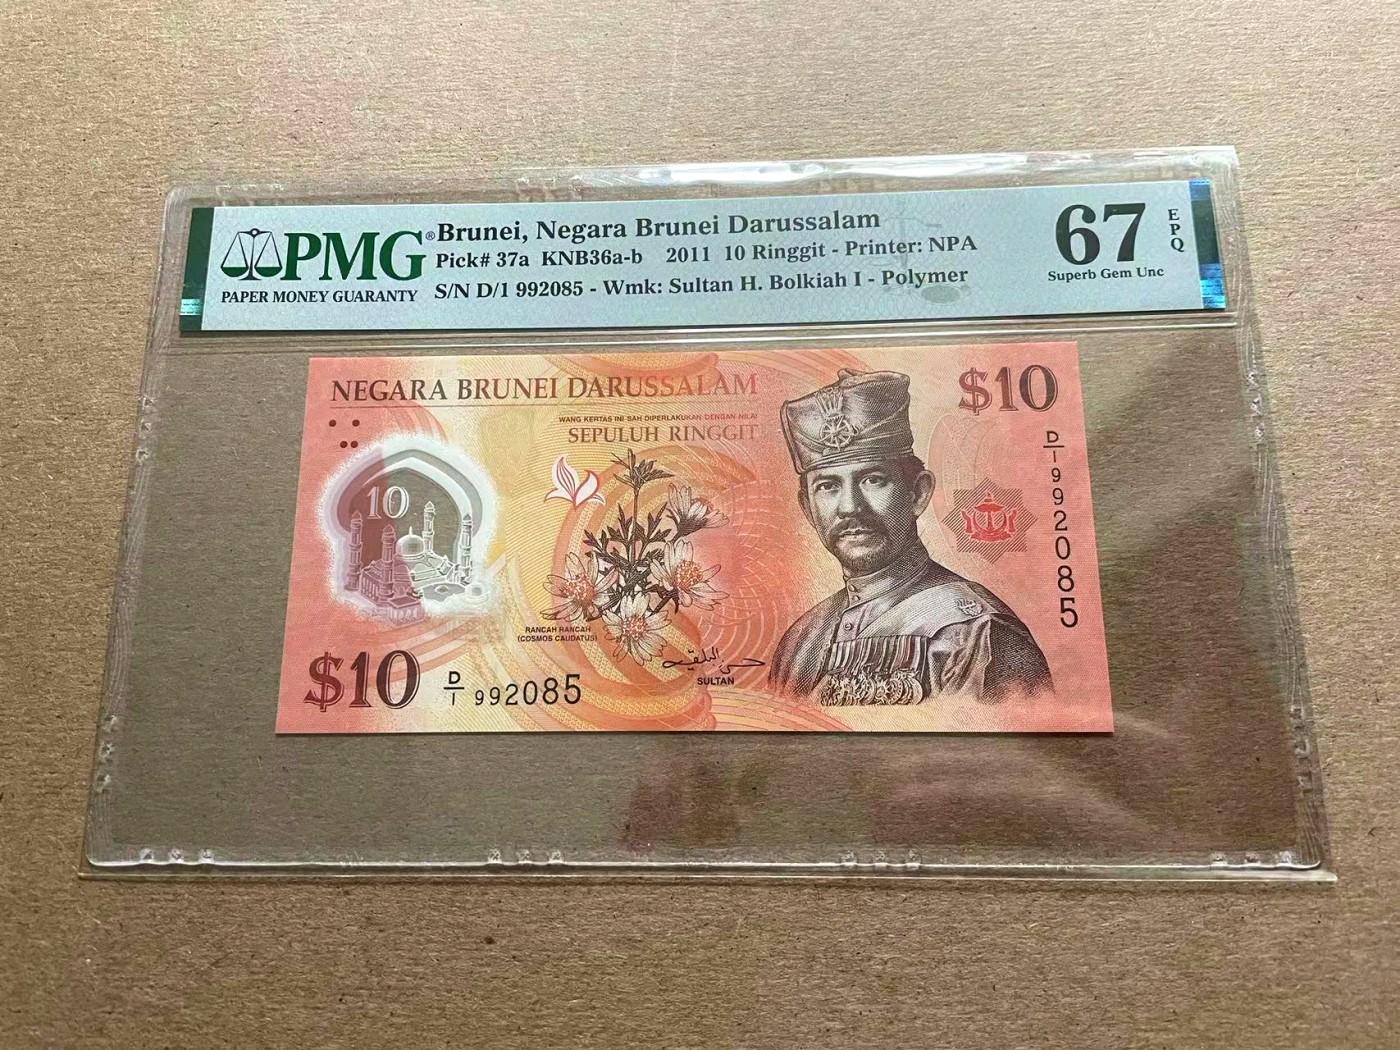 PMG®
PAPER MONEY GUARANTY
Brunei, Negara Brunei Darussalam
Pick# 37a KNB36a-b 2011 10 Ringgit - Printer: NPA
S/N D/1 992085 - Wmk: Sultan H. Bolkiah I - Polymer
67
EPQ
Superb Gem Unc
NEGARA BRUNEI DARUSSALAM
WANG KERTAS INI SAH DIPERLAKUKAN DENGAN NILAI
SEPULUH RINGGIT
$10
D/1 992085
10
RANCAH RANCAH
(COSMOS CAUDATUS)
SULTAN
$10
D/1 992085